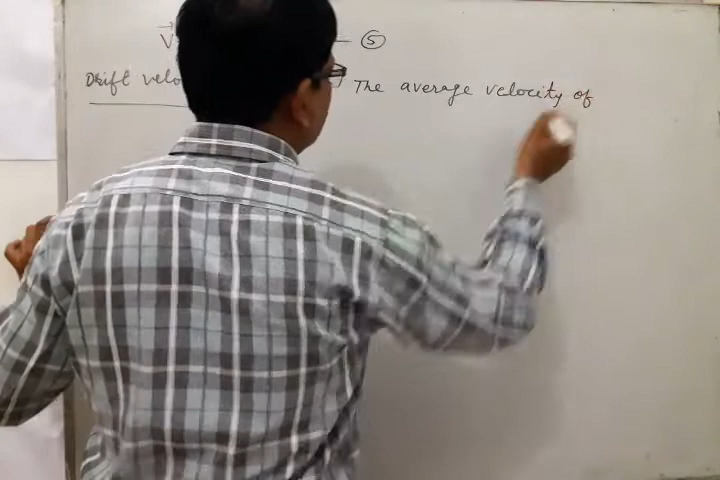 V⃗ – ⑤
Drift velo The average velocity of